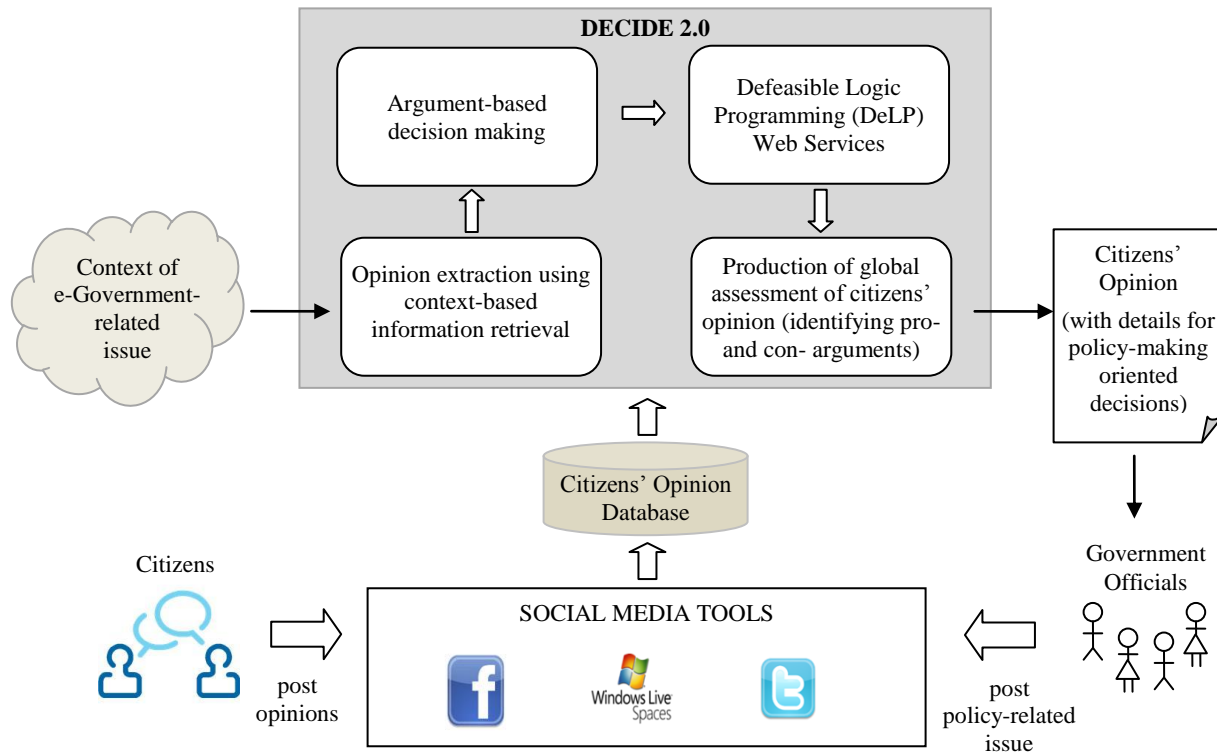 DECIDE 2.0
Argument-based
decision making
Defeasible Logic
Programming (DeLP)
Web Services
Context of
e-Government-
related
issue
Opinion extraction using
context-based
information retrieval
Production of global
assessment of citizens’
opinion (identifying pro-
and con- arguments)
Citizens’
Opinion
(with details for
policy-making
oriented
decisions)
Citizens’ Opinion
Database
Citizens
Government
Officials
SOCIAL MEDIA TOOLS
f
Windows Live
Spaces
t
post
opinions
post
policy-related
issue